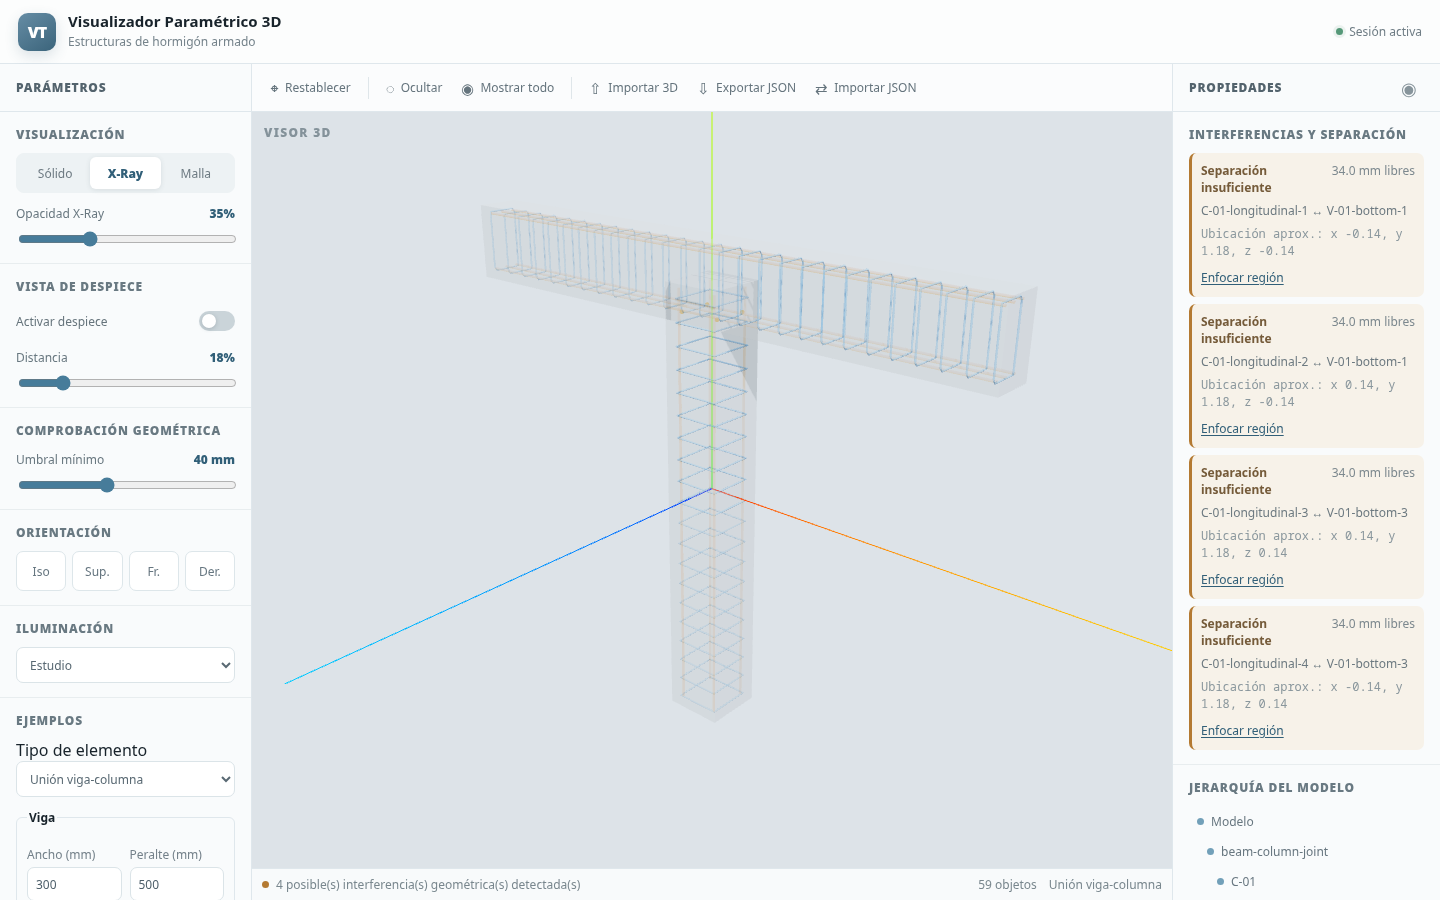 VT
Visualizador Paramétrico 3D
Estructuras de hormigón armado
Sesión activa
PARÁMETROS
Restablecer
Ocultar
Mostrar todo
Importar 3D
Exportar JSON
Importar JSON
PROPIEDADES
VISUALIZACIÓN
Sólido
X-Ray
Malla
Opacidad X-Ray
35%
VISTA DE DESPIECE
Activar despiece
Distancia
18%
COMPROBACIÓN GEOMÉTRICA
Umbral mínimo
40 mm
ORIENTACIÓN
Iso
Sup.
Fr.
Der.
ILUMINACIÓN
Estudio
EJEMPLOS
Tipo de elemento
Unión viga-columna
Viga
Ancho (mm)
Peralte (mm)
300
500
VISOR 3D
4 posible(s) interferencia(s) geométrica(s) detectada(s)
59 objetos
Unión viga-columna
INTERFERENCIAS Y SEPARACIÓN
Separación insuficiente
34.0 mm libres
C-01-longitudinal-1 ↔ V-01-bottom-1
Ubicación aprox.: x -0.14, y
1.18, z -0.14
Enfocar región
Separación insuficiente
34.0 mm libres
C-01-longitudinal-2 ↔ V-01-bottom-1
Ubicación aprox.: x 0.14, y
1.18, z -0.14
Enfocar región
Separación insuficiente
34.0 mm libres
C-01-longitudinal-3 ↔ V-01-bottom-3
Ubicación aprox.: x 0.14, y
1.18, z 0.14
Enfocar región
Separación insuficiente
34.0 mm libres
C-01-longitudinal-4 ↔ V-01-bottom-3
Ubicación aprox.: x -0.14, y
1.18, z 0.14
Enfocar región
JERARQUÍA DEL MODELO
Modelo
beam-column-joint
C-01